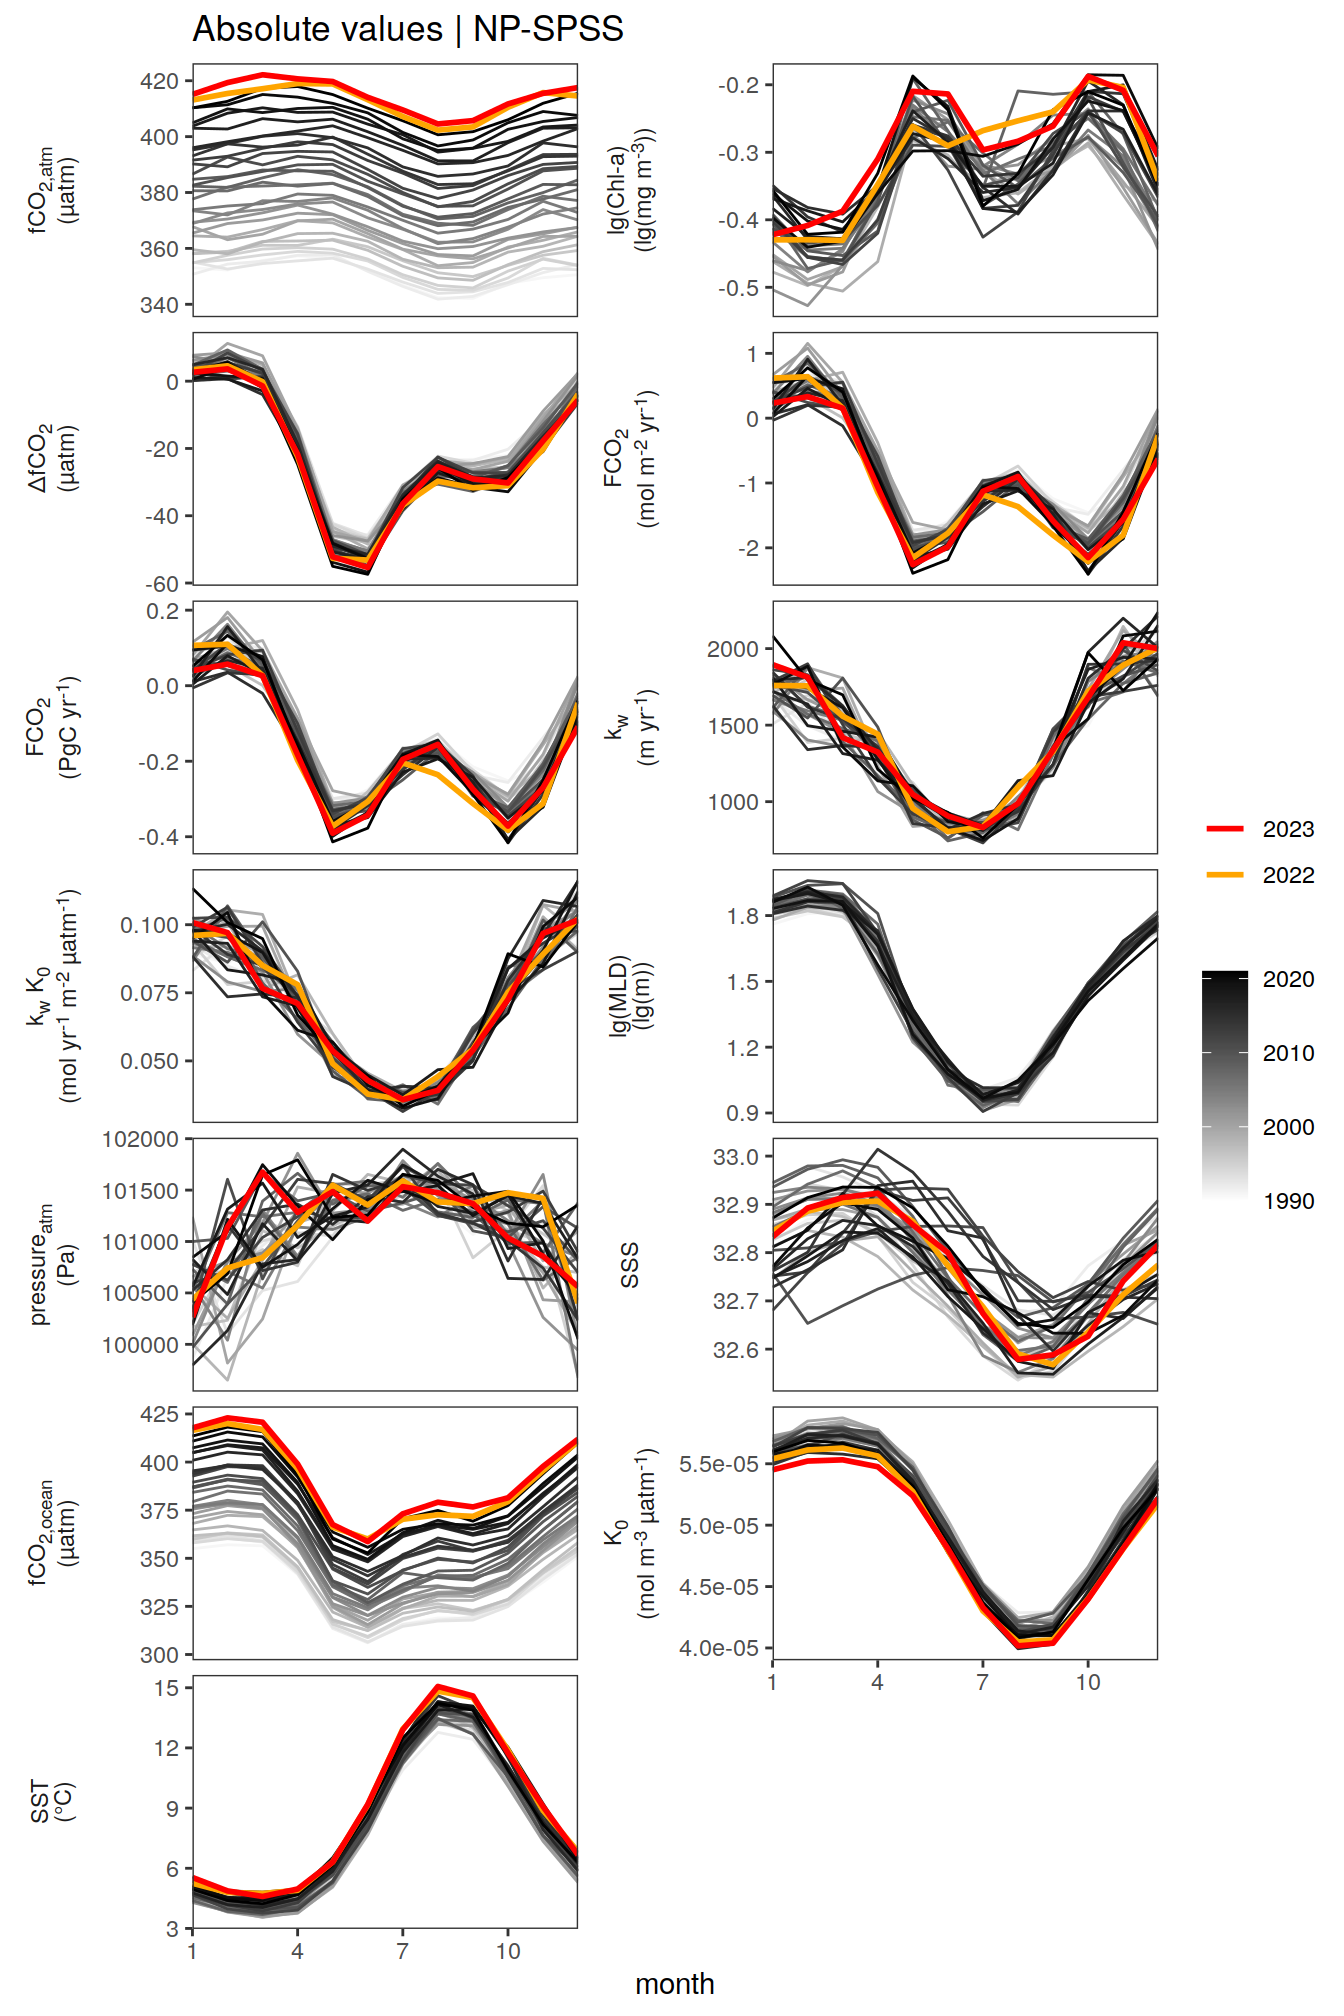 Absolute values | NP-SPSS
fCO2,atm
(µatm)
420
400
380
360
340
lg(Chl-a)
(lg(mg m-3))
-0.2
-0.3
-0.4
-0.5
ΔfCO2
(µatm)
0
-20
-40
-60
FCO2
(mol m-2 yr-1)
1
0
-1
-2
FCO2
(PgC yr-1)
0.2
0.0
-0.2
-0.4
kw
(m yr-1)
2000
1500
1000
kw K0
(mol yr-1 m-2 µatm-1)
0.100
0.075
0.050
lg(MLD)
(lg(m))
1.8
1.5
1.2
0.9
pressureatm
(Pa)
102000
101500
101000
100500
100000
SSS
33.0
32.9
32.8
32.7
32.6
fCO2,ocean
(µatm)
425
400
375
350
325
300
K0
(mol m-3 µatm-1)
5.5e-05
5.0e-05
4.5e-05
4.0e-05
1 4 7 10
SST
(°C)
15
12
9
6
3
1 4 7 10
month
2023
2022
2020
2010
2000
1990